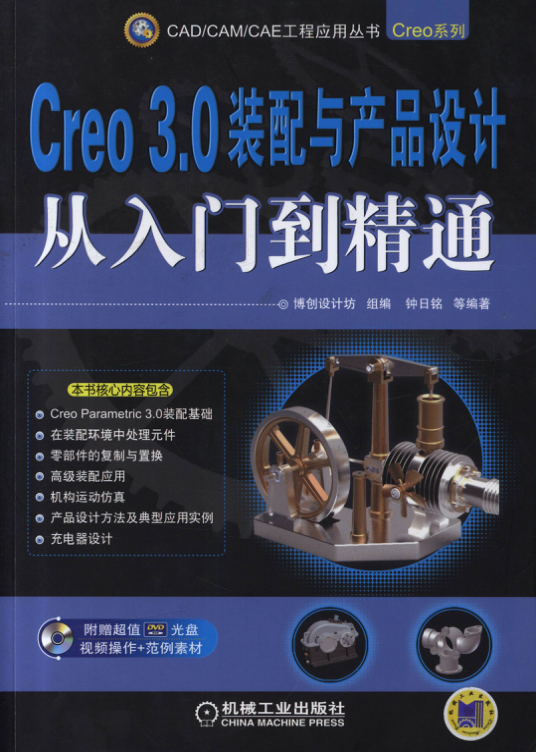 CAD/CAM/CAE工程应用丛书 Creo系列
Creo 3.0 装配与产品设计
从入门到精通
◎ 博创设计坊 组编 钟日铭 等编著
本书核心内容包含
Creo Parametric 3.0装配基础
在装配环境中处理元件
零部件的复制与置换
高级装配应用
机构运动仿真
产品设计方法及典型应用实例
充电器设计
附赠超值 DVD 光盘
视频操作+范例素材
机械工业出版社
CHINA MACHINE PRESS